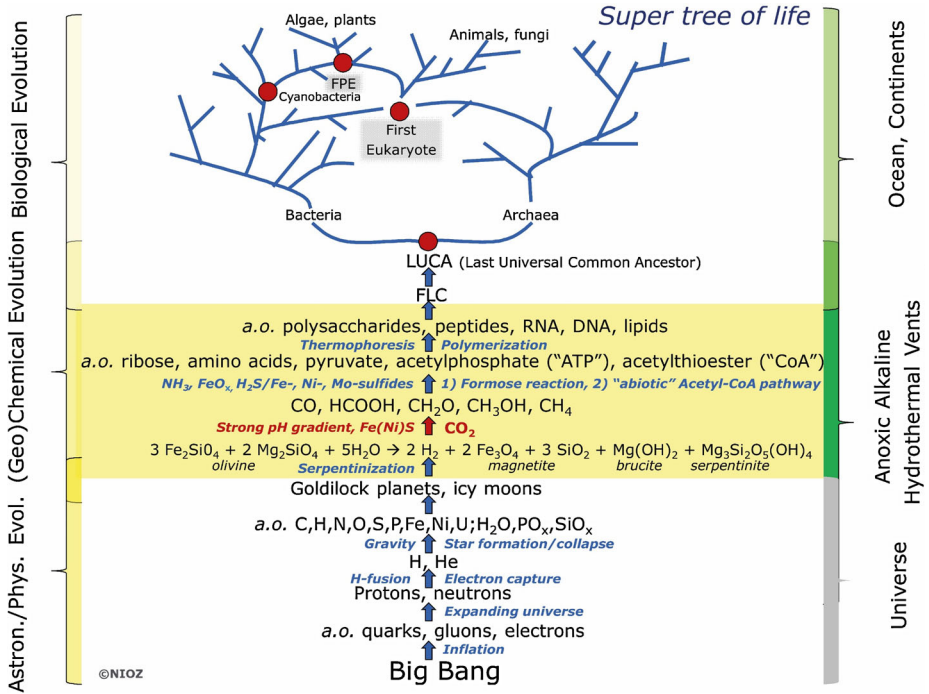 Super tree of life
Algae, plants
Animals, fungi
FPE
Cyanobacteria
First
Eukaryote
Bacteria
Archaea
LUCA (Last Universal Common Ancestor)
FLC
a.o. polysaccharides, peptides, RNA, DNA, lipids
Thermophoresis Polymerization
a.o. ribose, amino acids, pyruvate, acetylphosphate (“ATP”), acetylthioester (“CoA”)
NH₃, FeOₓ, H₂S/Fe-, Ni-, Mo-sulfides 1) Formose reaction, 2) “abiotic” Acetyl-CoA pathway
CO, HCOOH, CH₂O, CH₃OH, CH₄
Strong pH gradient, Fe(Ni)S CO₂
3 Fe₂Si0₄ + 2 Mg₂SiO₄ + 5H₂O → 2 H₂ + 2 Fe₃O₄ + 3 SiO₂ + Mg(OH)₂ + Mg₃Si₂O₅(OH)₄
olivine magnetite brucite serpentinite
Serpentinization
Goldilock planets, icy moons
a.o. C,H,N,O,S,P,Fe,Ni,U;H₂O,POₓ,SiOₓ
Gravity Star formation/collapse
H, He
H-fusion Electron capture
Protons, neutrons
Expanding universe
a.o. quarks, gluons, electrons
Inflation
Big Bang
©NIOZ
Astron./Phys. Evol.
(Geo)Chemical Evolution
Biological Evolution
Ocean, Continents
Anoxic Alkaline
Hydrothermal Vents
Universe